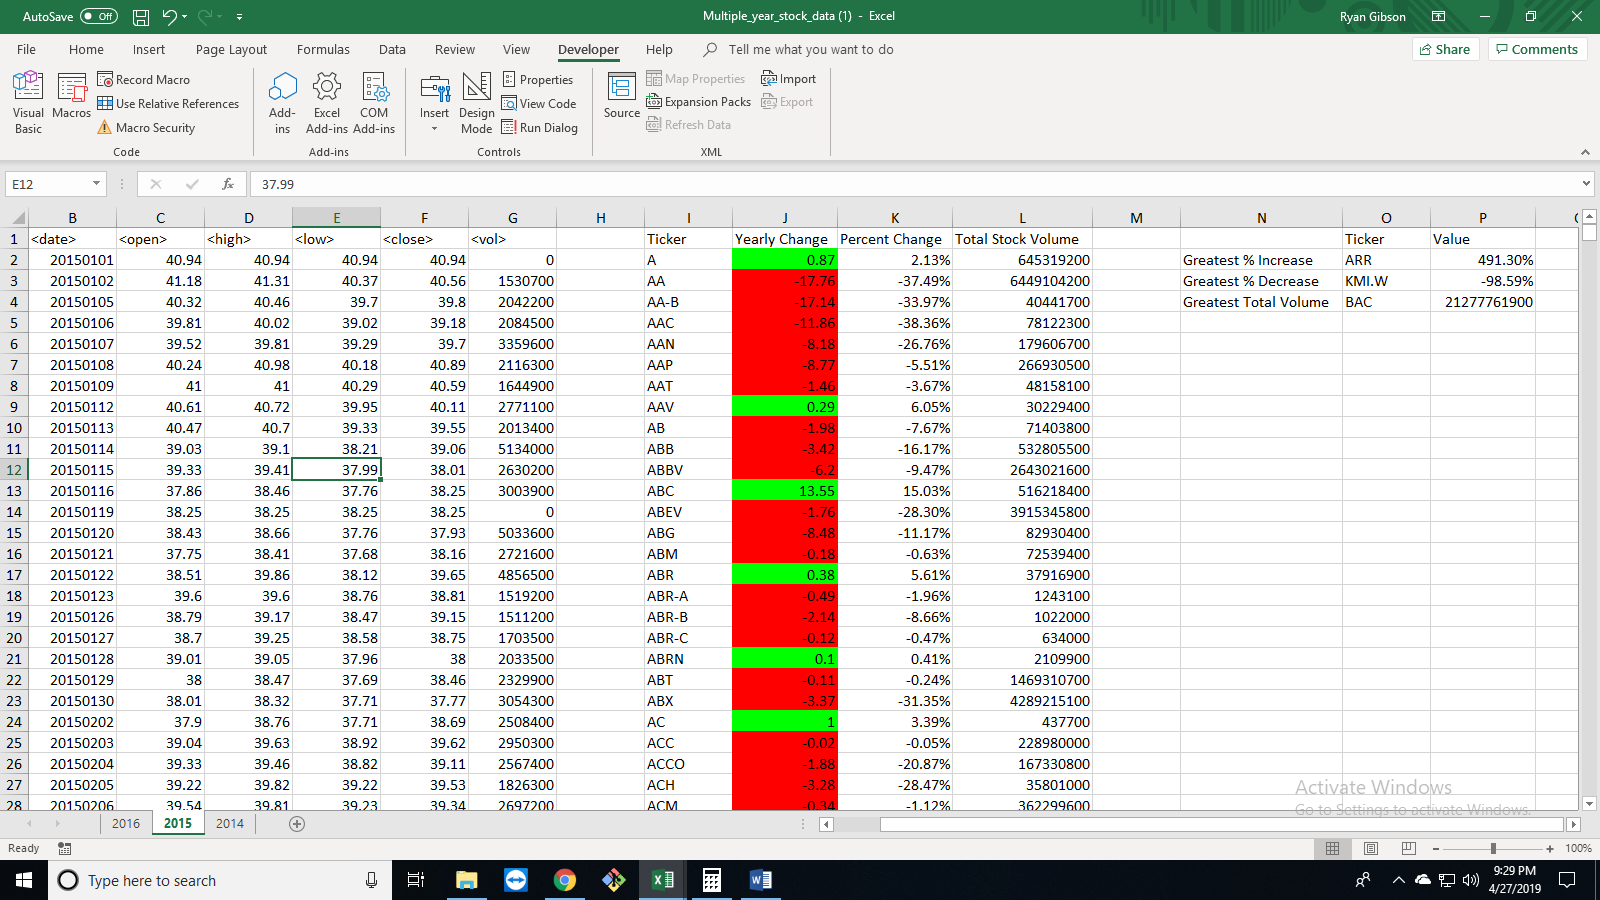 AutoSave Off Multiple_year_stock_data (1) - Excel Ryan Gibson
File Home Insert Page Layout Formulas Data Review View Developer Help Tell me what you want to do Share Comments
Visual Basic Macros Record Macro Use Relative References Macro Security Code
Add-ins Excel Add-ins COM Add-ins Add-ins
Insert Design Mode Properties View Code Run Dialog Controls
Source Map Properties Expansion Packs Refresh Data Import Export XML
E12 fx 37.99
B C D E F G H I J K L M N O P
1 <date> <open> <high> <low> <close> <vol> Ticker Yearly Change Percent Change Total Stock Volume Ticker Value
2 20150101 40.94 40.94 40.94 40.94 0 A 0.87 2.13% 645319200 Greatest % Increase ARR 491.30%
3 20150102 41.18 41.31 40.37 40.56 1530700 AA -17.76 -37.49% 6449104200 Greatest % Decrease KMI.W -98.59%
4 20150105 40.32 40.46 39.7 39.8 2042200 AA-B -17.14 -33.97% 40441700 Greatest Total Volume BAC 21277761900
5 20150106 39.81 40.02 39.02 39.18 2084500 AAC -11.86 -38.36% 78122300
6 20150107 39.52 39.81 39.29 39.7 3359600 AAN -8.18 -26.76% 179606700
7 20150108 40.24 40.98 40.18 40.89 2116300 AAP -8.77 -5.51% 266930500
8 20150109 41 41 40.29 40.59 1644900 AAT -1.46 -3.67% 48158100
9 20150112 40.61 40.72 39.95 40.11 2771100 AAV 0.29 6.05% 30229400
10 20150113 40.47 40.7 39.33 39.55 2013400 AB -1.98 -7.67% 71403800
11 20150114 39.03 39.1 38.21 39.06 5134000 ABB -3.42 -16.17% 532805500
12 20150115 39.33 39.41 37.99 38.01 2630200 ABBV -6.2 -9.47% 2643021600
13 20150116 37.86 38.46 37.76 38.25 3003900 ABC 13.55 15.03% 516218400
14 20150119 38.25 38.25 38.25 38.25 0 ABEV -1.76 -28.30% 3915345800
15 20150120 38.43 38.66 37.76 37.93 5033600 ABG -8.48 -11.17% 82930400
16 20150121 37.75 38.41 37.68 38.16 2721600 ABM -0.18 -0.63% 72539400
17 20150122 38.51 39.86 38.12 39.65 4856500 ABR 0.38 5.61% 37916900
18 20150123 39.6 39.6 38.76 38.81 1519200 ABR-A -0.49 -1.96% 1243100
19 20150126 38.79 39.17 38.47 39.15 1511200 ABR-B -2.14 -8.66% 1022000
20 20150127 38.7 39.25 38.58 38.75 1703500 ABR-C -0.12 -0.47% 634000
21 20150128 39.01 39.05 37.96 38 2033500 ABRN 0.1 0.41% 2109900
22 20150129 38 38.47 37.69 38.46 2329900 ABT -0.11 -0.24% 1469310700
23 20150130 38.01 38.32 37.71 37.77 3054300 ABX -3.37 -31.35% 4289215100
24 20150202 37.9 38.76 37.71 38.69 2508400 AC 1 3.39% 437700
25 20150203 39.04 39.63 38.92 39.62 2950300 ACC -0.02 -0.05% 228980000
26 20150204 39.33 39.46 38.82 39.11 2567400 ACCO -1.88 -20.87% 167330800
27 20150205 39.22 39.82 39.22 39.53 1826300 ACH -3.28 -28.47% 35801000
28 20150206 39.54 39.81 39.23 39.34 2697200 ACM -0.34 -1.12% 362299600
Activate Windows
Go to Settings to activate Windows.
2016 2015 2014
Ready 100%
Type here to search 9:29 PM
4/27/2019